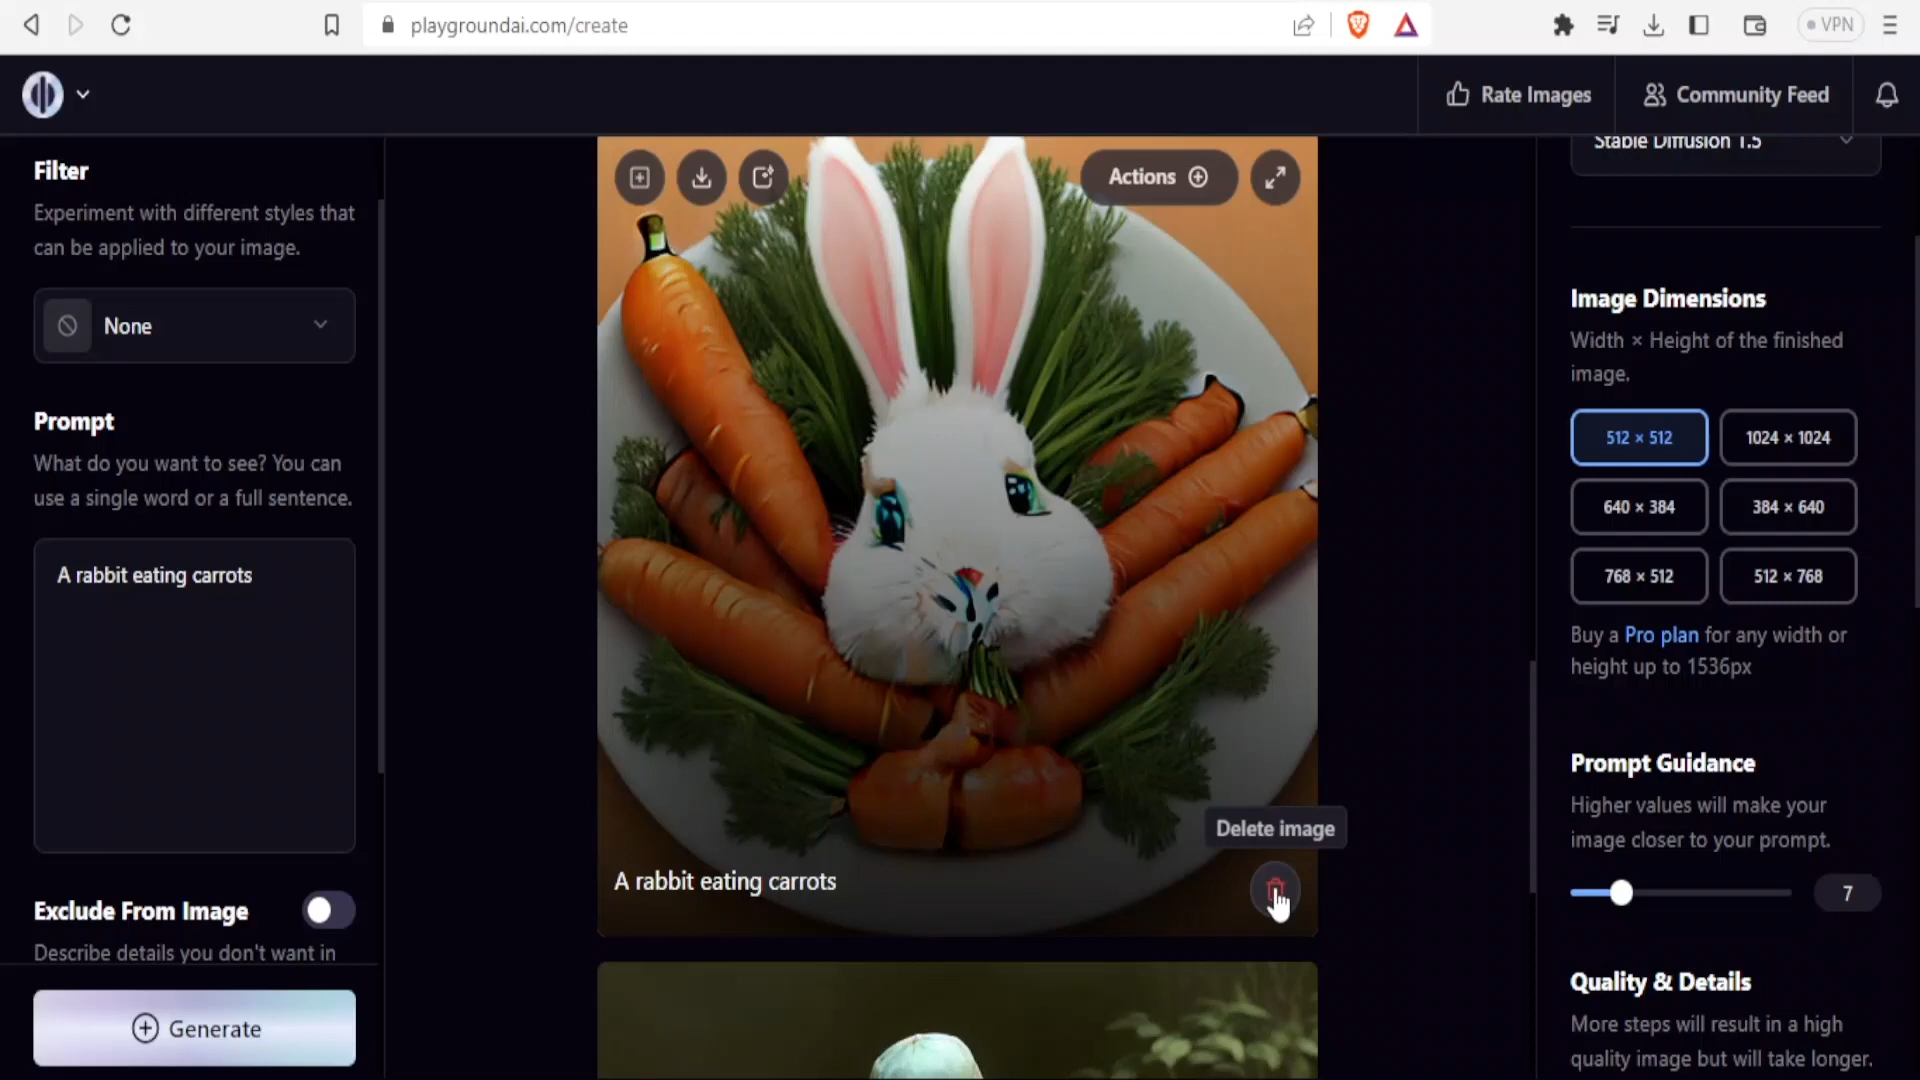 playgroundai.com/create
VPN
Rate Images
Community Feed
Filter
Experiment with different styles that
can be applied to your image.
None
Prompt
What do you want to see? You can
use a single word or a full sentence.
A rabbit eating carrots
Exclude From Image
Describe details you don't want in
Generate
Actions
Delete image
A rabbit eating carrots
Stable Diffusion 1.5
Image Dimensions
Width × Height of the finished
image.
512 × 512
1024 × 1024
640 × 384
384 × 640
768 × 512
512 × 768
Buy a Pro plan for any width or
height up to 1536px
Prompt Guidance
Higher values will make your
image closer to your prompt.
7
Quality & Details
More steps will result in a high
quality image but will take longer.